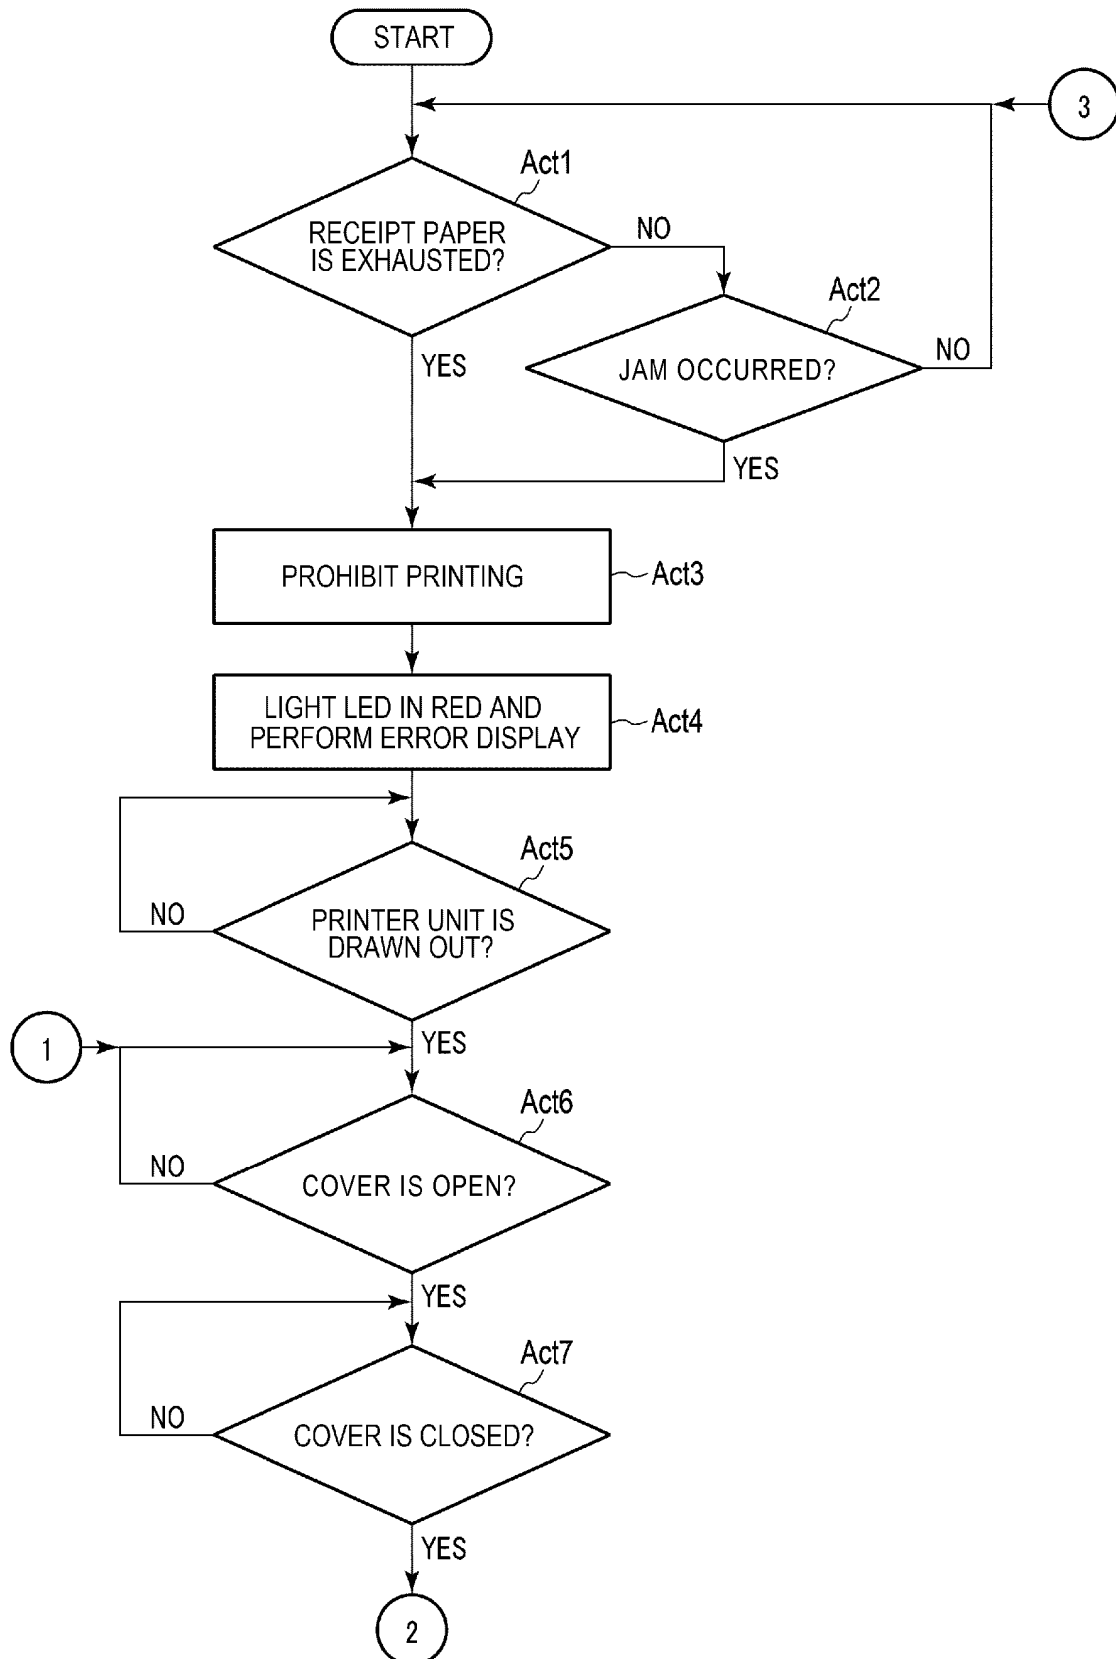 START
3
Act1
RECEIPT PAPER
IS EXHAUSTED?
NO
Act2
JAM OCCURRED?
NO
YES
YES
PROHIBIT PRINTING
Act3
LIGHT LED IN RED AND
PERFORM ERROR DISPLAY
Act4
Act5
PRINTER UNIT IS
DRAWN OUT?
NO
YES
1
Act6
COVER IS OPEN?
NO
YES
Act7
COVER IS CLOSED?
NO
YES
2